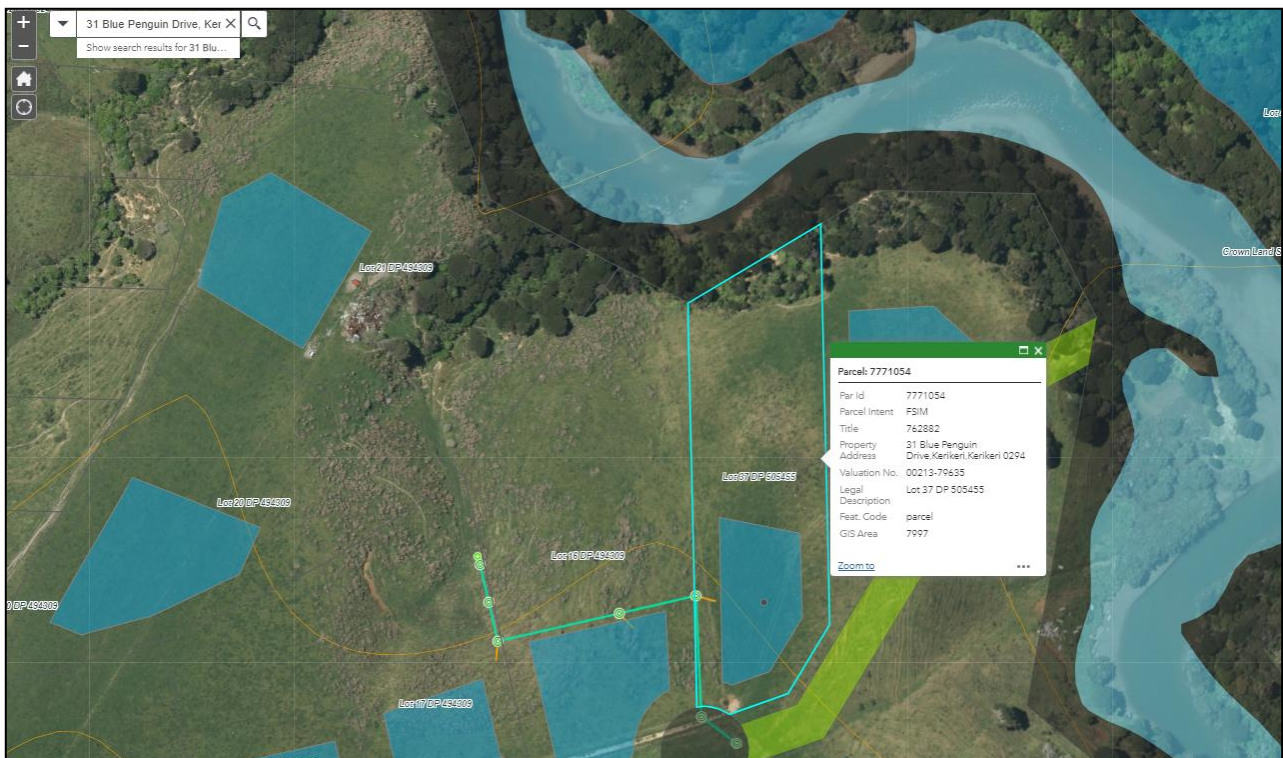 31 Blue Penguin Drive, Ker
Show search results for 31 Blu...
Lot 21 DP 494309
Crown Land S
Parcel: 7771054
Par Id 7771054
Parcel Intent FSIM
Title 762882
Property Address 31 Blue Penguin
Drive,Kerikeri,Kerikeri 0294
Valuation No. 00213-79635
Legal Description Lot 37 DP 505455
Feat. Code parcel
GIS Area 7997
Zoom to
Lot 37 DP 505455
Lot 20 DP 494309
Lot 16 DP 494309
DP 494309
Lot 17 DP 494309